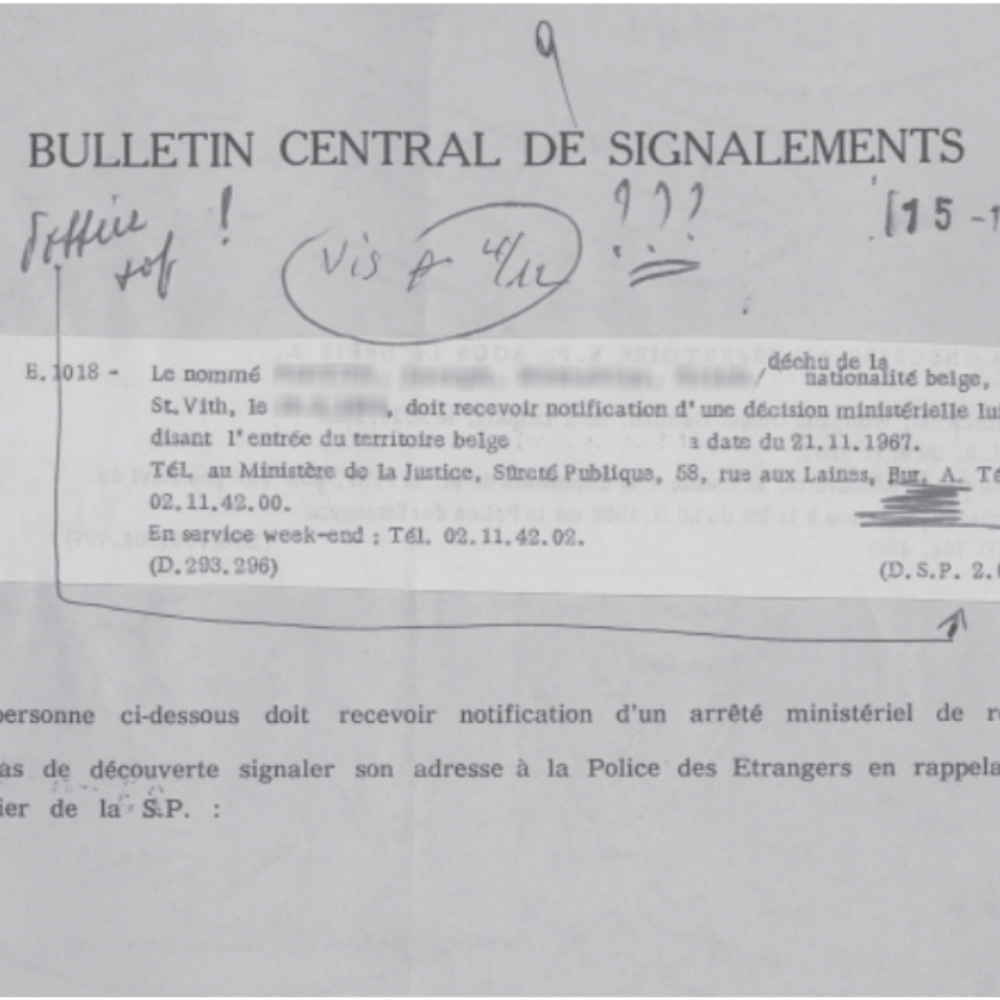 BULLETIN CENTRAL DE SIGNALEMENTS
! Vis A 4/12 ??? 15 -1
E. 1018 - Le nommé / déchu de la nationalité belge,
St. Vith, le , doit recevoir notification d'une décision ministérielle lui
disant l'entrée du territoire belge a date du 21.11.1967.
Tél. au Ministère de la Justice, Sûreté Publique, 58, rue aux Laines, Bur. A. Té
02.11.42.00.
En service week-end : Tél. 02.11.42.02.
(D.293.296) (D.S.P. 2.
personne ci-dessous doit recevoir notification d'un arrêté ministériel de r
as de découverte signaler son adresse à la Police des Etrangers en rappela
ier de la S.P. :